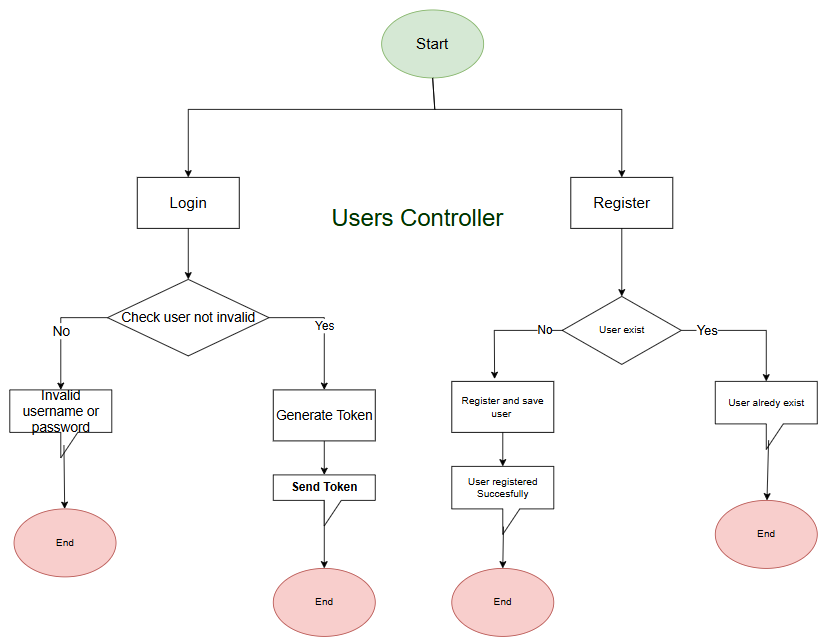 Start
Login
Users Controller
Register
Check user not invalid
User exist
No
Yes
No
Yes
Invalid
username or
password
Generate Token
Register and save
user
User alredy exist
Send Token
User registered
Succesfully
End
End
End
End